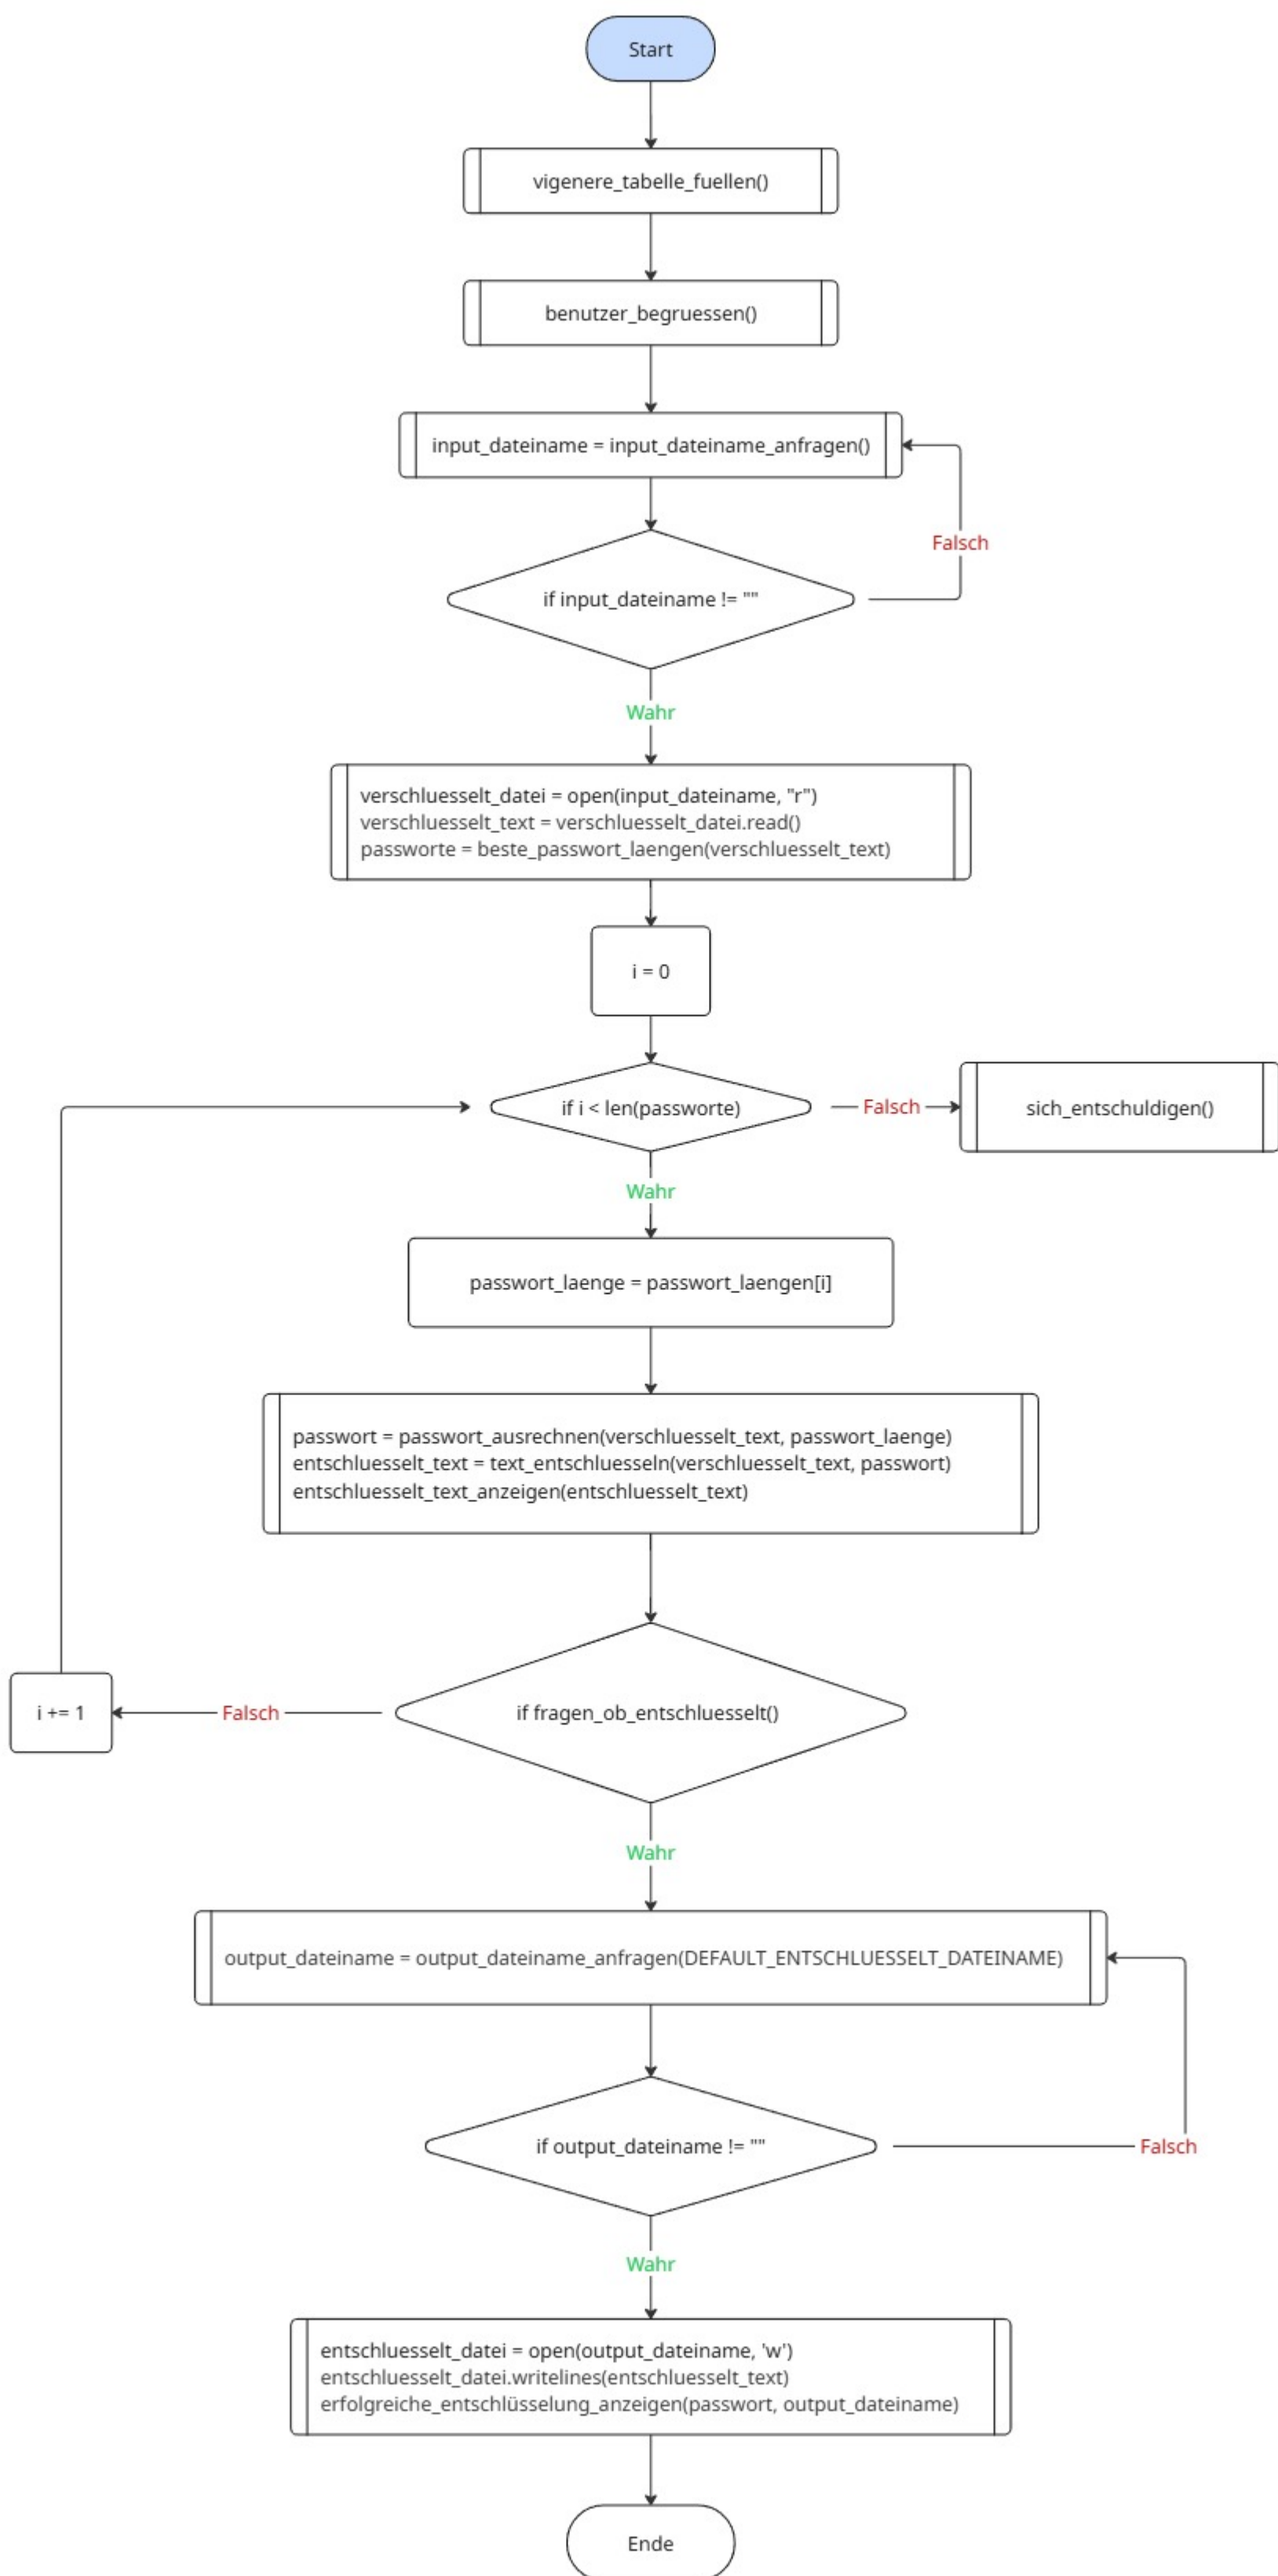 Start
vigenere_tabelle_fuellen()
benutzer_begruessen()
input_dateiname = input_dateiname_anfragen()
Falsch
if input_dateiname != ""
Wahr
verschluesselt_datei = open(input_dateiname, "r")
verschluesselt_text = verschluesselt_datei.read()
passworte = beste_passwort_laengen(verschluesselt_text)
i = 0
if i < len(passworte)
Falsch
sich_entschuldigen()
Wahr
passwort_laenge = passwort_laengen[i]
passwort = passwort_ausrechnen(verschluesselt_text, passwort_laenge)
entschluesselt_text = text_entschluesseln(verschluesselt_text, passwort)
entschluesselt_text_anzeigen(entschluesselt_text)
i += 1
Falsch
if fragen_ob_entschluesselt()
Wahr
output_dateiname = output_dateiname_anfragen(DEFAULT_ENTSCHLUESSELT_DATEINAME)
if output_dateiname != ""
Falsch
Wahr
entschluesselt_datei = open(output_dateiname, 'w')
entschluesselt_datei.writelines(entschluesselt_text)
erfolgreiche_entschlüsselung_anzeigen(passwort, output_dateiname)
Ende